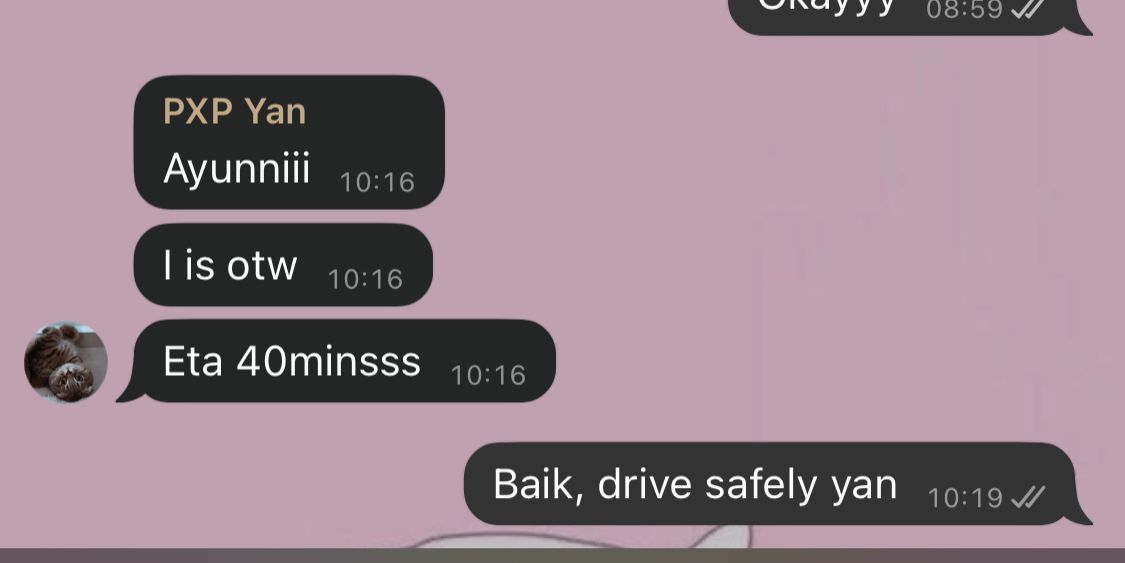 Okayyy 08:59
PXP Yan
Ayunniii 10:16
I is otw 10:16
Eta 40minsss 10:16
Baik, drive safely yan 10:19